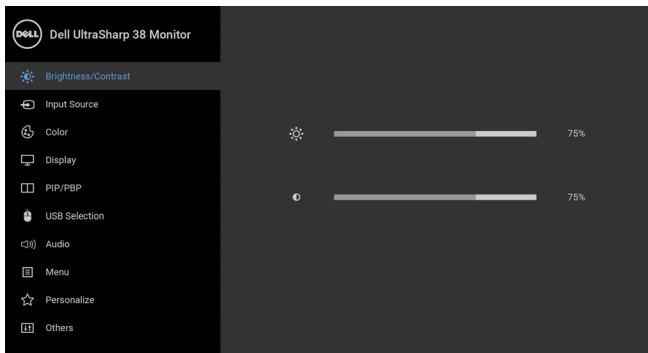 DELL Dell UltraSharp 38 Monitor
Brightness/Contrast
Input Source
Color
75%
Display
PIP/PBP
75%
USB Selection
Audio
Menu
Personalize
Others